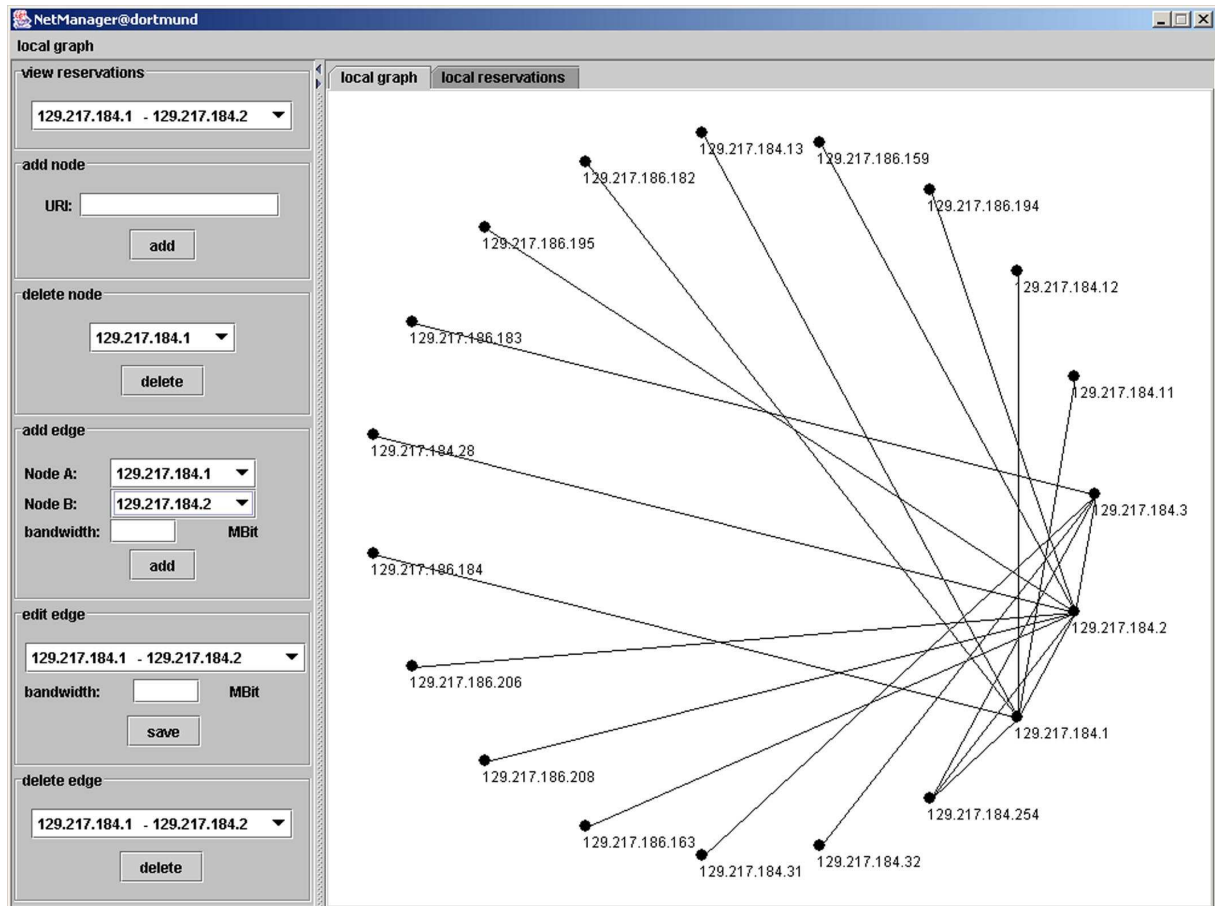 NetManager@dortmund
local graph
view reservations
129.217.184.1 - 129.217.184.2
add node
URI:
add
delete node
129.217.184.1
delete
add edge
Node A: 129.217.184.1
Node B: 129.217.184.2
bandwidth: MBit
add
edit edge
129.217.184.1 - 129.217.184.2
bandwidth: MBit
save
delete edge
129.217.184.1 - 129.217.184.2
delete
local graph local reservations
129.217.184.13
129.217.186.159
129.217.186.182
129.217.186.194
129.217.186.195
129.217.184.12
129.217.186.183
129.217.184.11
129.217.184.28
129.217.184.3
129.217.186.184
129.217.184.2
129.217.186.206
129.217.184.1
129.217.186.208
129.217.184.254
129.217.186.163
129.217.184.32
129.217.184.31